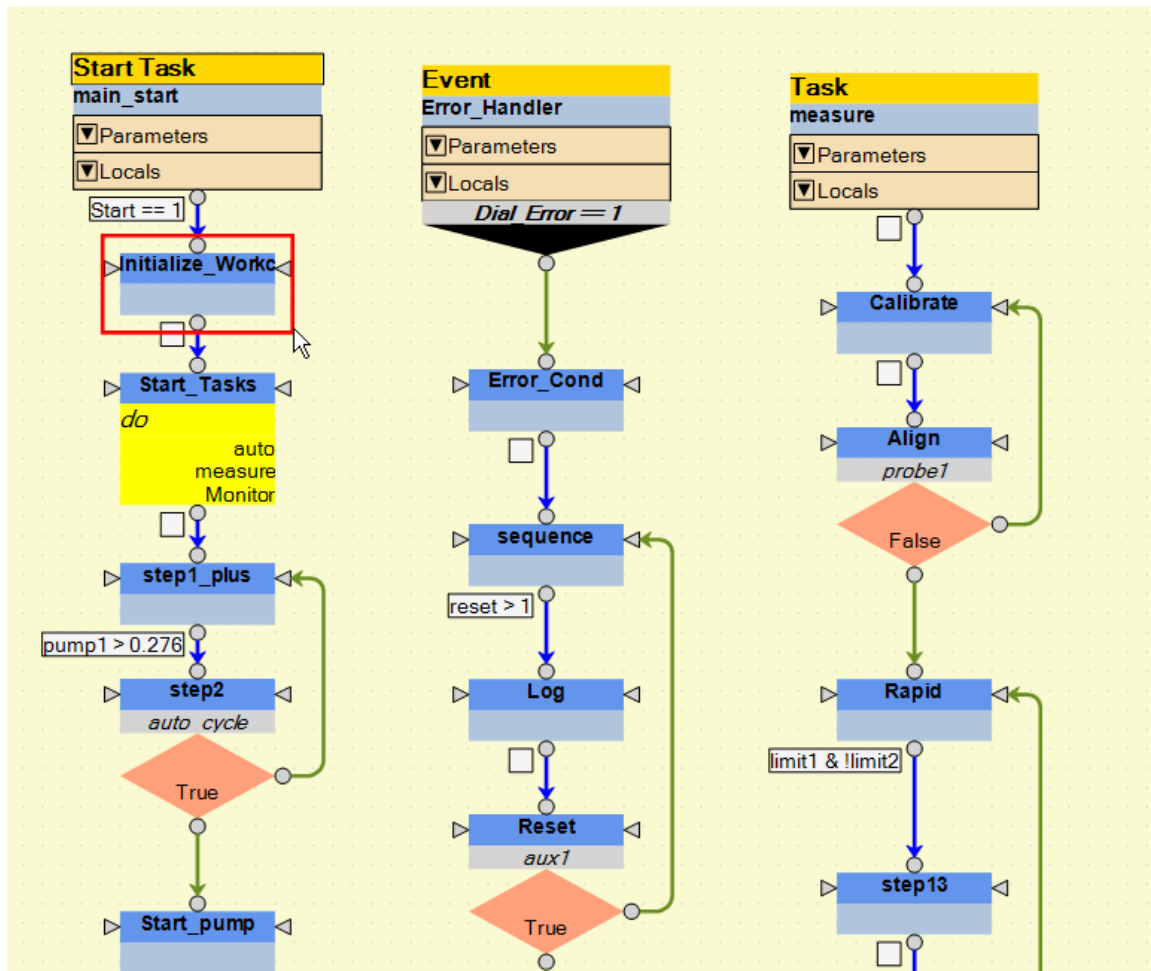 Start Task
main_start
Parameters
Locals
Start == 1
Initialize_Workc
Start_Tasks
do
auto
measure
Monitor
step1_plus
pump1 > 0.276
step2
auto_cycle
True
Start_pump
Event
Error_Handler
Parameters
Locals
Dial_Error == 1
Error_Cond
sequence
reset > 1
Log
Reset
aux1
True
Task
measure
Parameters
Locals
Calibrate
Align
probe1
False
Rapid
limit1 & !limit2
step13